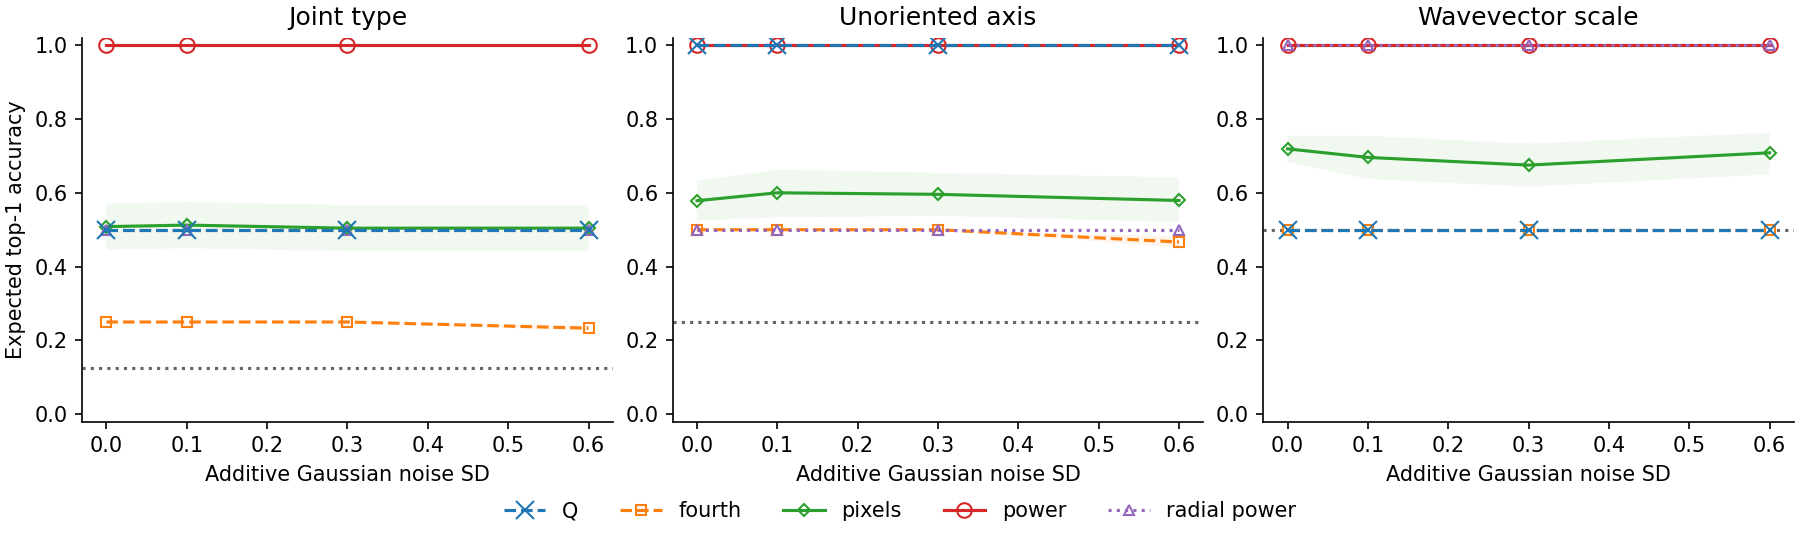 Joint type
Unoriented axis
Wavevector scale
Expected top-1 accuracy
1.0
0.8
0.6
0.4
0.2
0.0
1.0
0.8
0.6
0.4
0.2
0.0
1.0
0.8
0.6
0.4
0.2
0.0
0.0 0.1 0.2 0.3 0.4 0.5 0.6
0.0 0.1 0.2 0.3 0.4 0.5 0.6
0.0 0.1 0.2 0.3 0.4 0.5 0.6
Additive Gaussian noise SD
Additive Gaussian noise SD
Additive Gaussian noise SD
Q fourth pixels power radial power